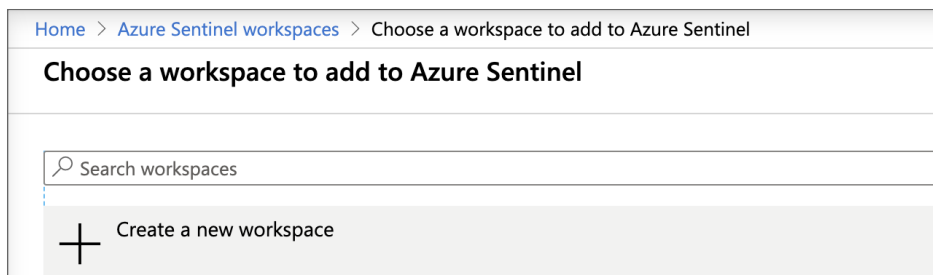 Home > Azure Sentinel workspaces > Choose a workspace to add to Azure Sentinel
Choose a workspace to add to Azure Sentinel
Search workspaces
Create a new workspace